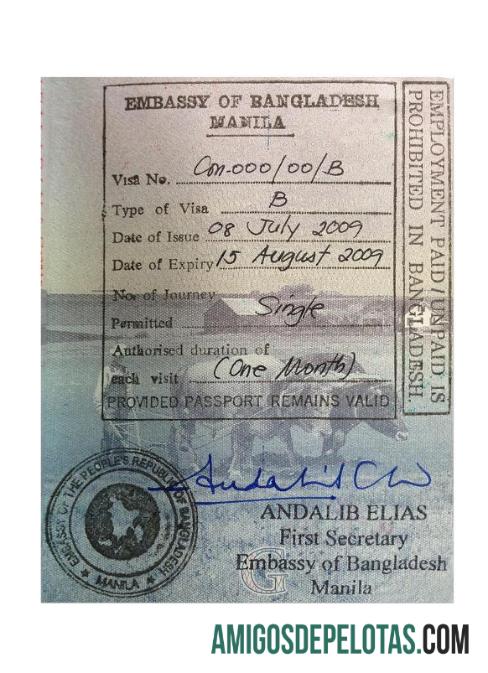 EMBASSY OF BANGLADESH
MANILA
Visa No. Con-000/00/B
Type of Visa B
Date of Issue 08 July 2009
Date of Expiry 15 August 2009
No. of Journey
Permitted Single
Authorised duration of
each visit (One Month)
PROVIDED PASSPORT REMAINS VALID
EMPLOYMENT PAID/UNPAID IS
PROHIBITED IN BANGLADESH.
EMBASSY OF THE PEOPLE'S REPUBLIC OF BANGLADESH
★ MANILA ★
ANDALIB ELIAS
First Secretary
Embassy of Bangladesh
Manila
AMIGOSDEPELOTAS.COM